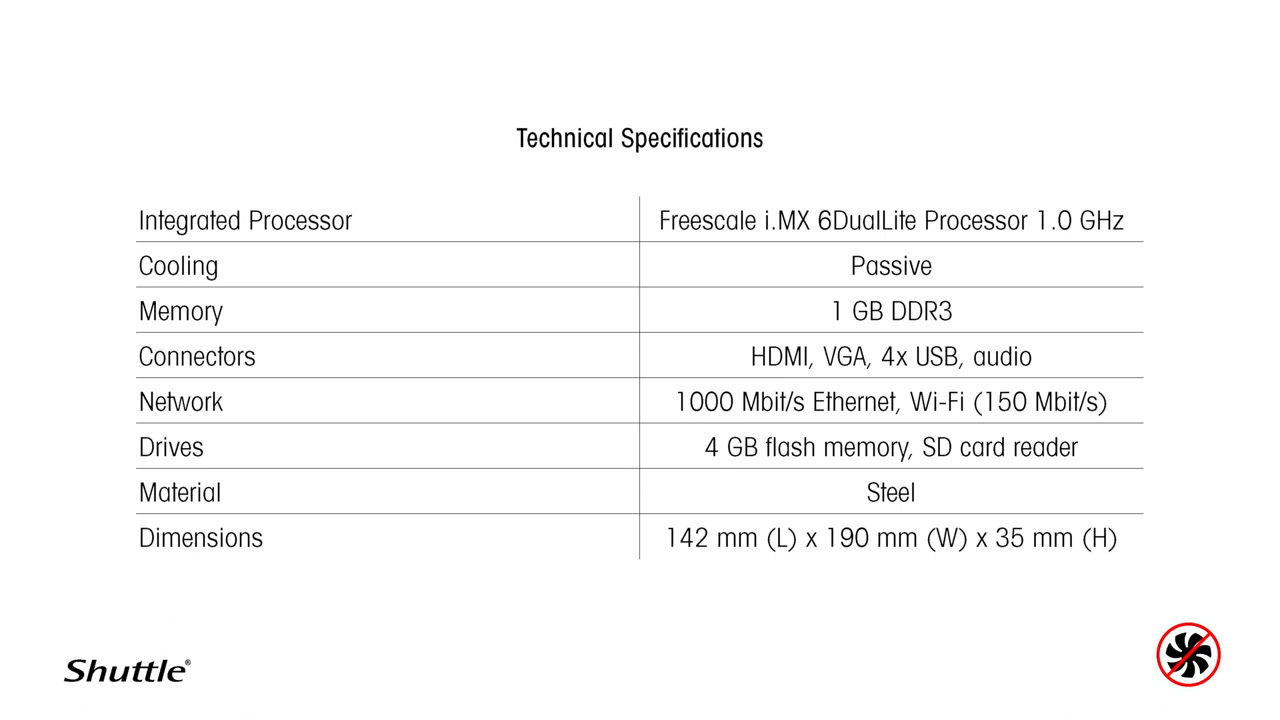 Technical Specifications
Integrated Processor Freescale i.MX 6DualLite Processor 1.0 GHz
Cooling Passive
Memory 1 GB DDR3
Connectors HDMI, VGA, 4x USB, audio
Network 1000 Mbit/s Ethernet, Wi-Fi (150 Mbit/s)
Drives 4 GB flash memory, SD card reader
Material Steel
Dimensions 142 mm (L) x 190 mm (W) x 35 mm (H)
Shuttle®